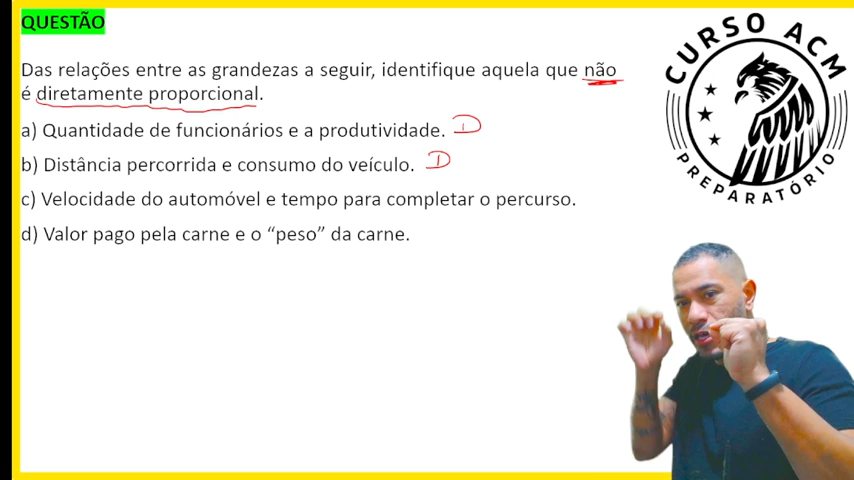 QUESTÃO
Das relações entre as grandezas a seguir, identifique aquela que não
é diretamente proporcional.
a) Quantidade de funcionários e a produtividade. D
b) Distância percorrida e consumo do veículo. D
c) Velocidade do automóvel e tempo para completar o percurso.
d) Valor pago pela carne e o “peso” da carne.
CURSO ACM
PREPARATÓRIO